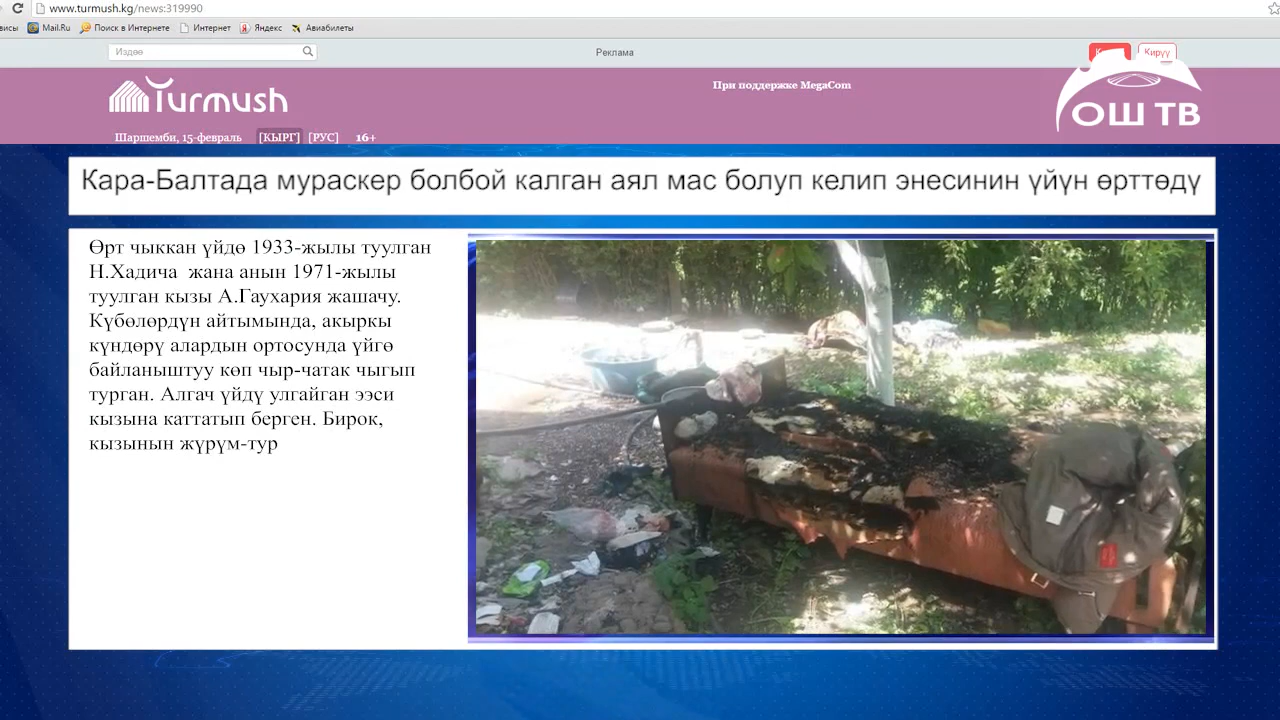 www.turmush.kg/news:319990
висы Mail.Ru Поиск в Интернете Интернет Яндекс Авиабилеты
Издөө Реклама Кирүү
Turmush При поддержке MegaCom
ОШ ТВ
Шаршемби, 15-февраль [КЫРГ] [РУС] 16+
Кара-Балтада мураскер болбой калган аял мас болуп келип энесинин үйүн өрттөдү
Өрт чыккан үйдө 1933-жылы туулган
Н.Хадича жана анын 1971-жылы
туулган кызы А.Гаухария жашачу.
Күбөлөрдүн айтымында, акыркы
күндөрү алардын ортосунда үйгө
байланыштуу көп чыр-чатак чыгып
турган. Алгач үйдү улгайган ээси
кызына каттатып берген. Бирок,
кызынын жүрүм-тур